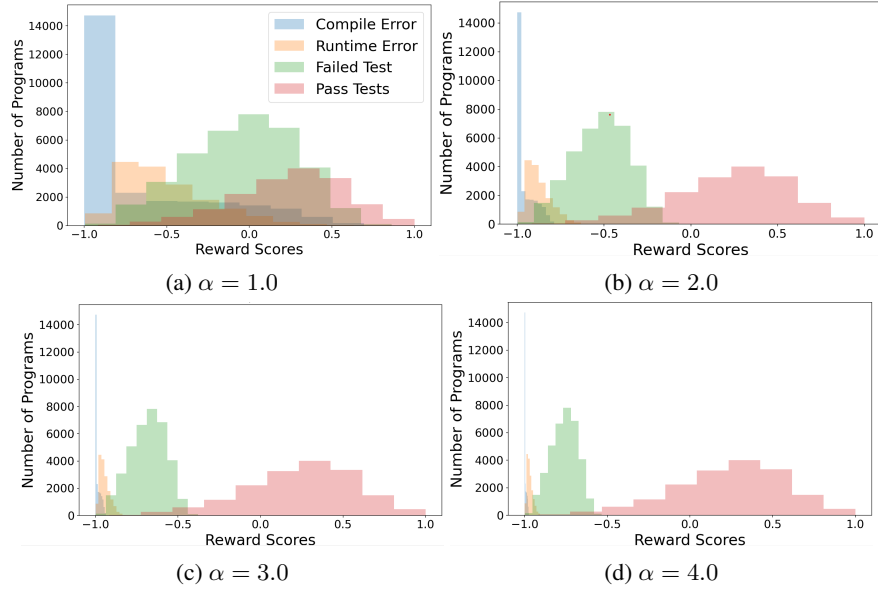 Number of Programs
14000
12000
10000
8000
6000
4000
2000
0
−1.0 −0.5 0.0 0.5 1.0
Reward Scores
Compile Error
Runtime Error
Failed Test
Pass Tests
(a) α = 1.0
Number of Programs
14000
12000
10000
8000
6000
4000
2000
0
−1.0 −0.5 0.0 0.5 1.0
Reward Scores
(b) α = 2.0
Number of Programs
14000
12000
10000
8000
6000
4000
2000
0
−1.0 −0.5 0.0 0.5 1.0
Reward Scores
(c) α = 3.0
Number of Programs
14000
12000
10000
8000
6000
4000
2000
0
−1.0 −0.5 0.0 0.5 1.0
Reward Scores
(d) α = 4.0